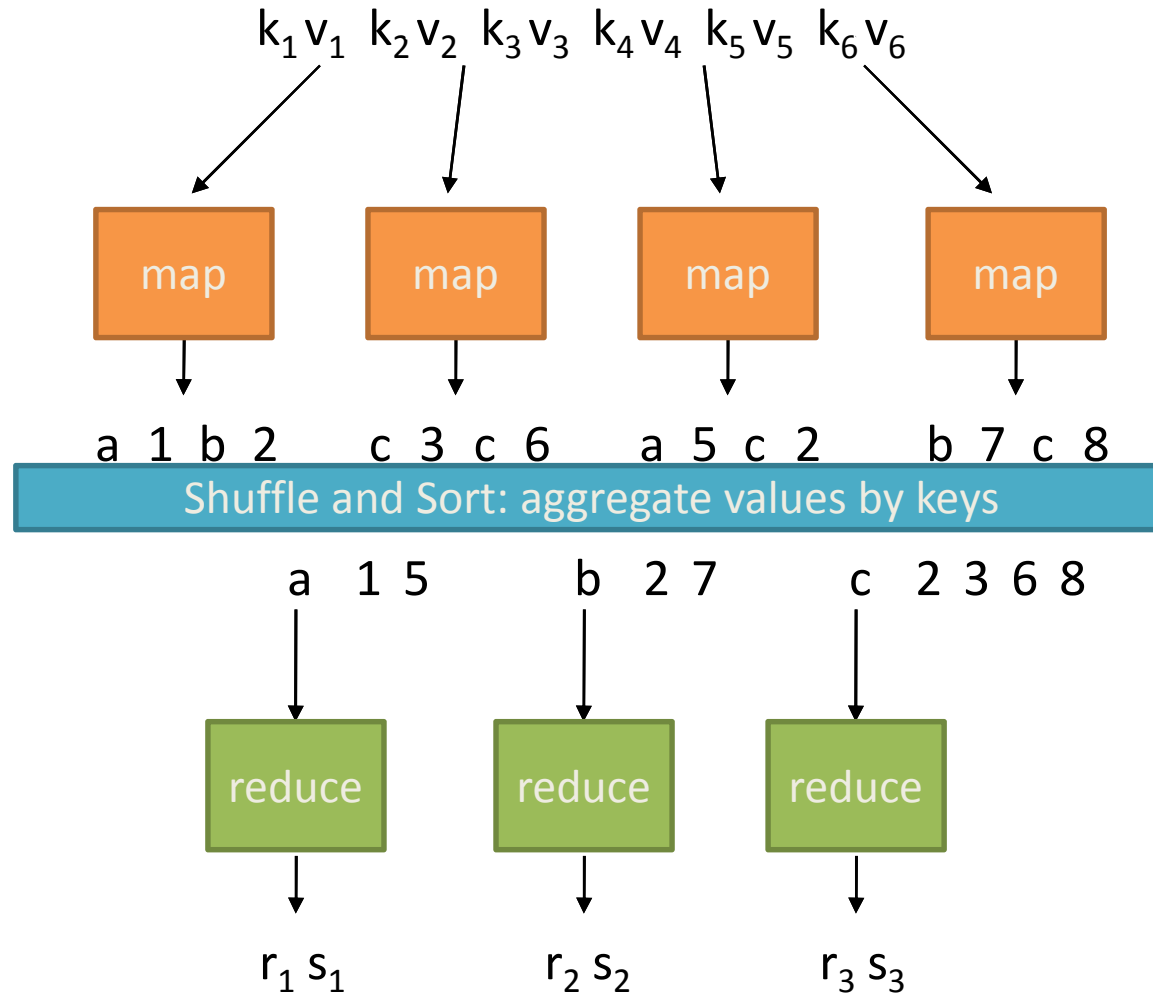 k₁ v₁ k₂ v₂ k₃ v₃ k₄ v₄ k₅ v₅ k₆ v₆
map map map map
a 1 b 2 c 3 c 6 a 5 c 2 b 7 c 8
Shuffle and Sort: aggregate values by keys
a 1 5 b 2 7 c 2 3 6 8
reduce reduce reduce
r₁ s₁ r₂ s₂ r₃ s₃